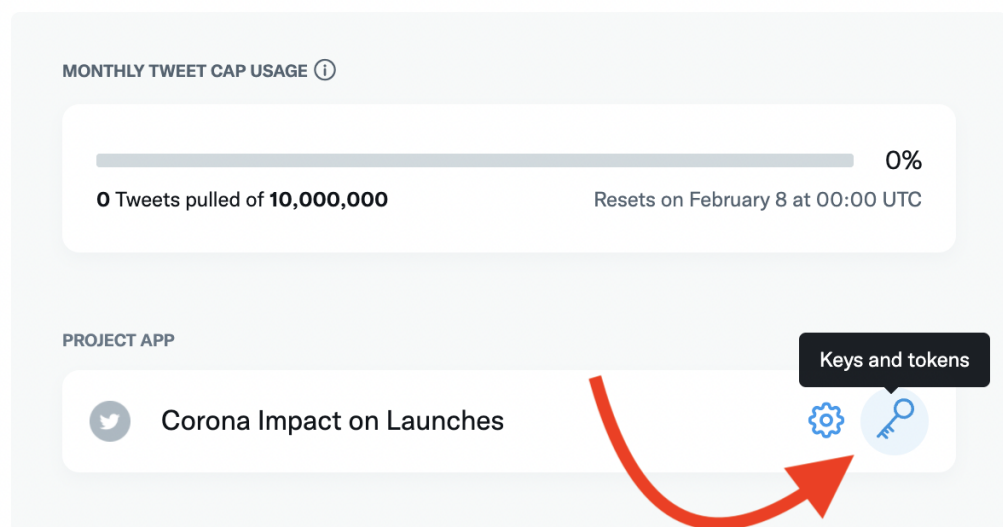 MONTHLY TWEET CAP USAGE
0%
0 Tweets pulled of 10,000,000 Resets on February 8 at 00:00 UTC
PROJECT APP
Keys and tokens
Corona Impact on Launches